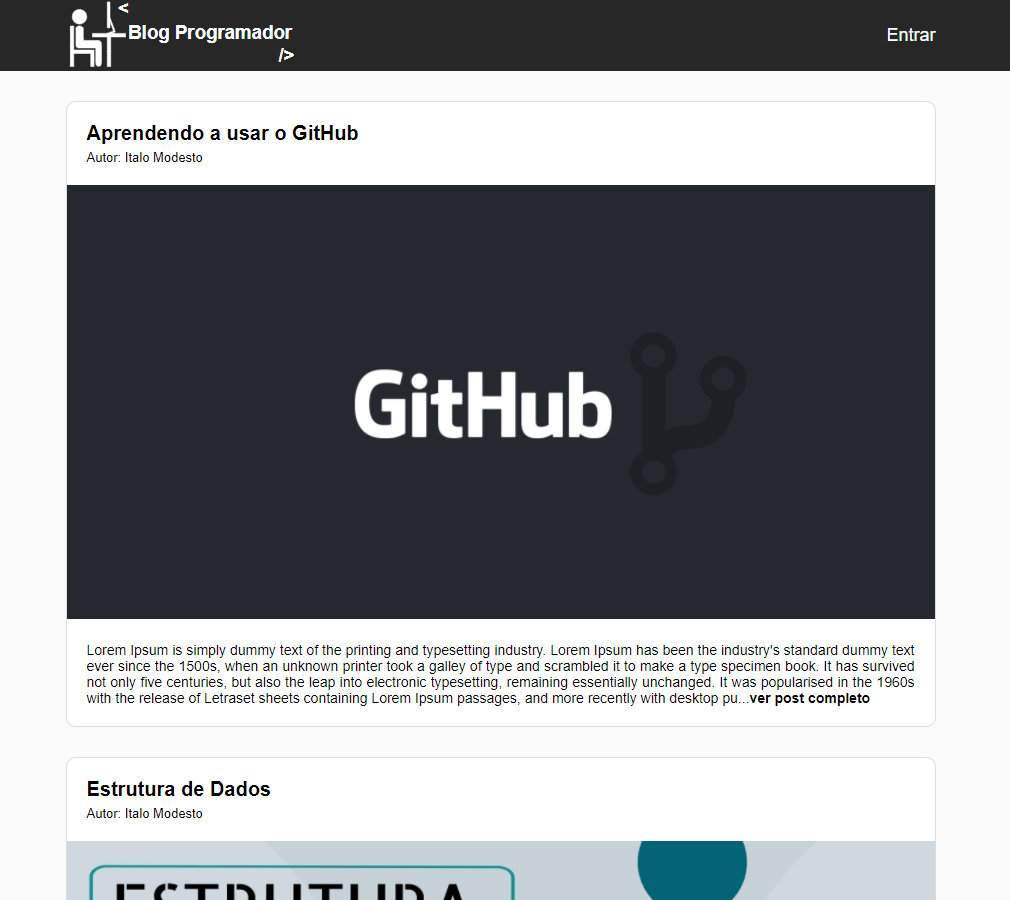 <
Blog Programador
/>
Entrar
Aprendendo a usar o GitHub
Autor: Italo Modesto
GitHub
Lorem Ipsum is simply dummy text of the printing and typesetting industry. Lorem Ipsum has been the industry's standard dummy text
ever since the 1500s, when an unknown printer took a galley of type and scrambled it to make a type specimen book. It has survived
not only five centuries, but also the leap into electronic typesetting, remaining essentially unchanged. It was popularised in the 1960s
with the release of Letraset sheets containing Lorem Ipsum passages, and more recently with desktop pu...ver post completo
Estrutura de Dados
Autor: Italo Modesto
ESTRUTURA